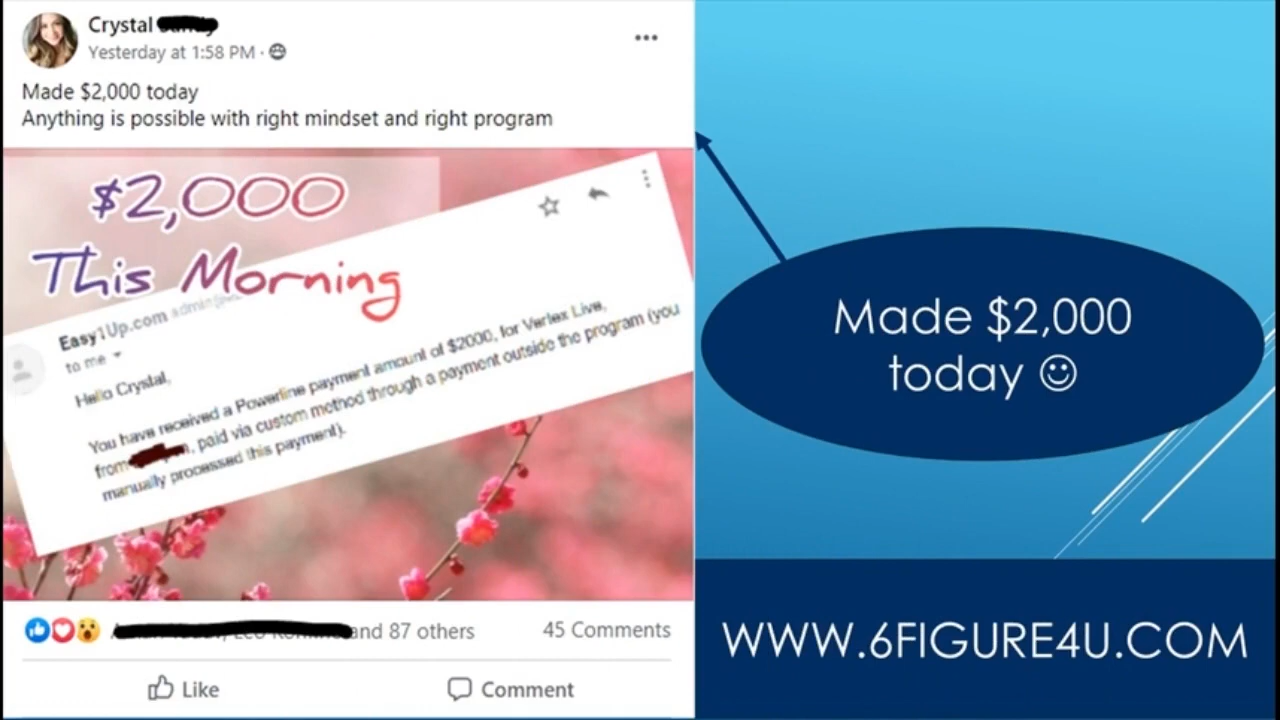 Crystal
Yesterday at 1:58 PM ·
Made $2,000 today
Anything is possible with right mindset and right program
$2,000
This Morning
Easy1Up.com
to me
Hello Crystal,
You have received a Powerline payment amount of $2000, for Vertex Live,
from , paid via custom method through a payment outside the program (you
manually processed this payment).
and 87 others
45 Comments
Like
Comment
Made $2,000
today
WWW.6FIGURE4U.COM